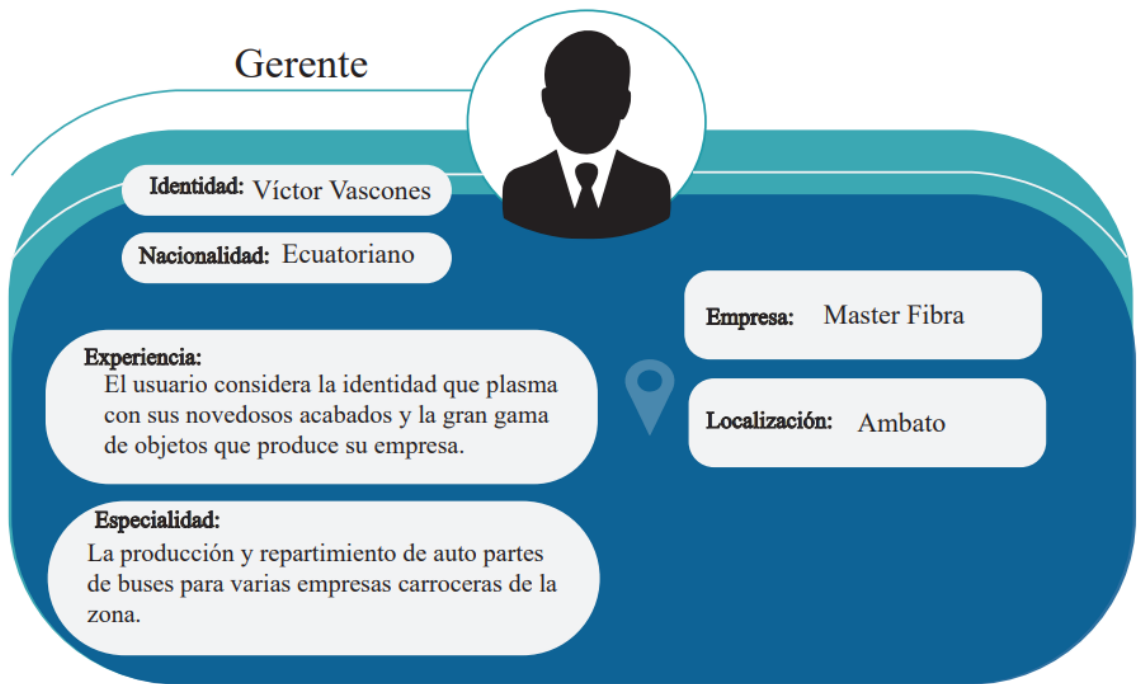 Gerente
Identidad: Víctor Vascones
Nacionalidad: Ecuatoriano
Experiencia:
El usuario considera la identidad que plasma
con sus novedosos acabados y la gran gama
de objetos que produce su empresa.
Especialidad:
La producción y repartimiento de auto partes
de buses para varias empresas carroceras de la
zona.
Empresa: Master Fibra
Localización: Ambato